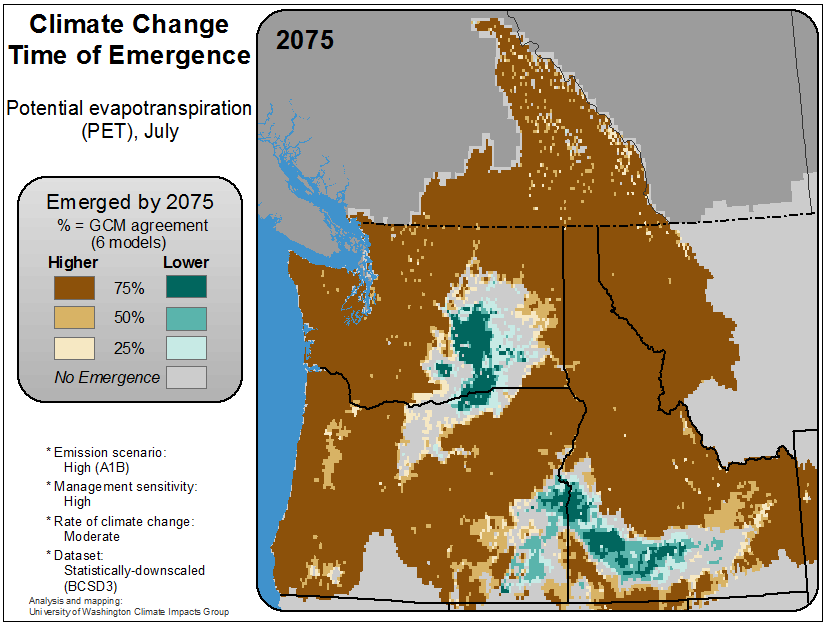 Climate Change
Time of Emergence
Potential evapotranspiration
(PET), July
2075
Emerged by 2075
% = GCM agreement
(6 models)
Higher Lower
75%
50%
25%
No Emergence
* Emission scenario:
High (A1B)
* Management sensitivity:
High
* Rate of climate change:
Moderate
* Dataset:
Statistically-downscaled
(BCSD3)
Analysis and mapping:
University of Washington Climate Impacts Group